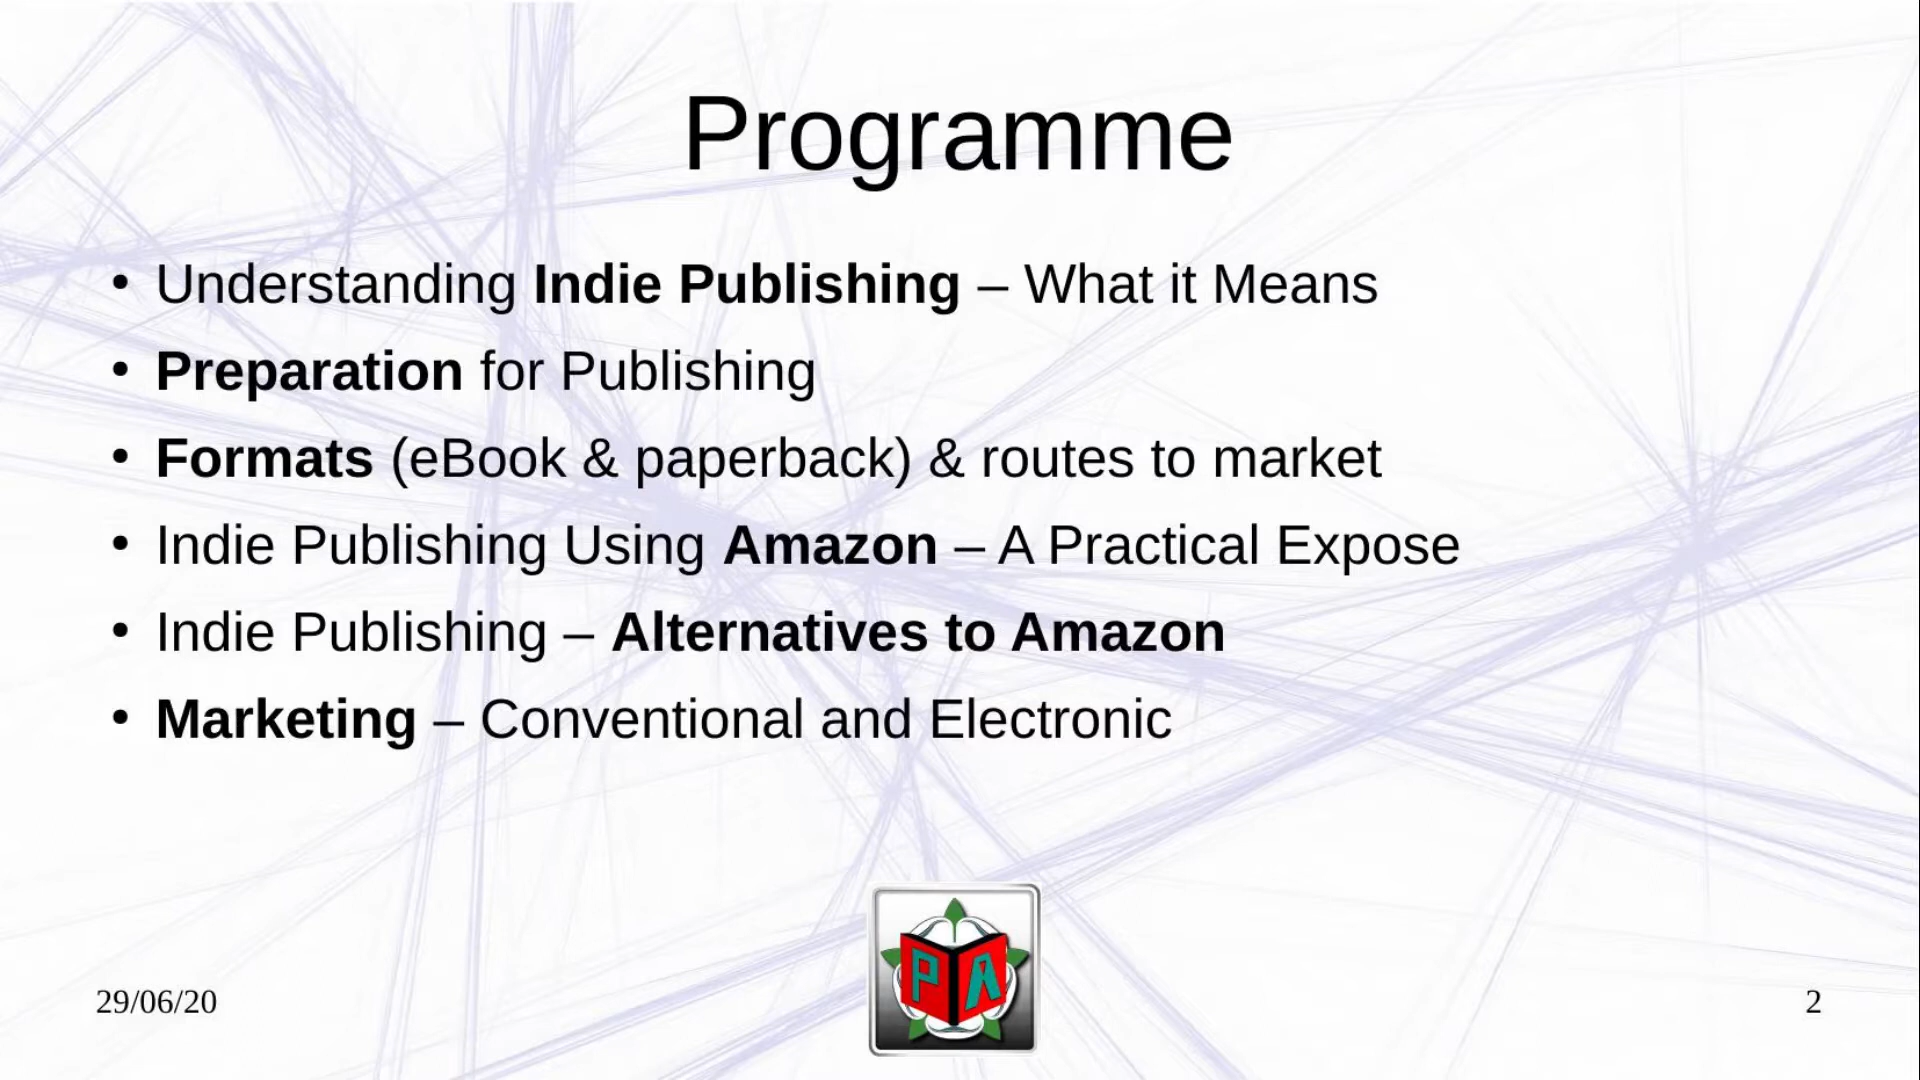 Programme
• Understanding Indie Publishing – What it Means
• Preparation for Publishing
• Formats (eBook & paperback) & routes to market
• Indie Publishing Using Amazon – A Practical Expose
• Indie Publishing – Alternatives to Amazon
• Marketing – Conventional and Electronic
P A
29/06/20
2